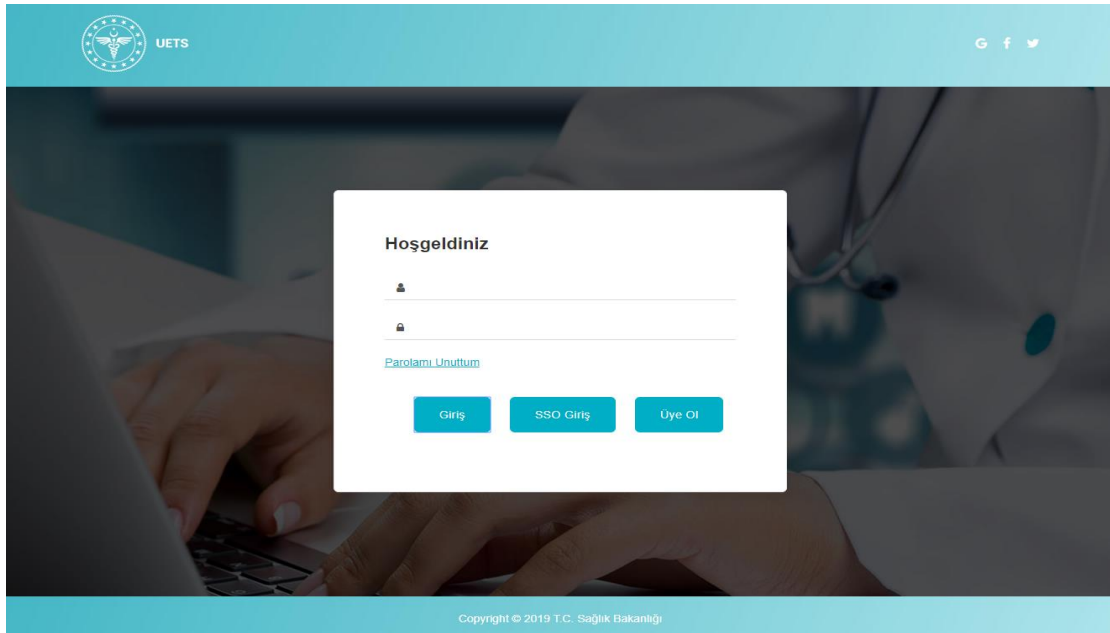 UETS
Hoşgeldiniz
Parolamı Unuttum
Giriş SSO Giriş Üye Ol
Copyright © 2019 T.C. Sağlık Bakanlığı